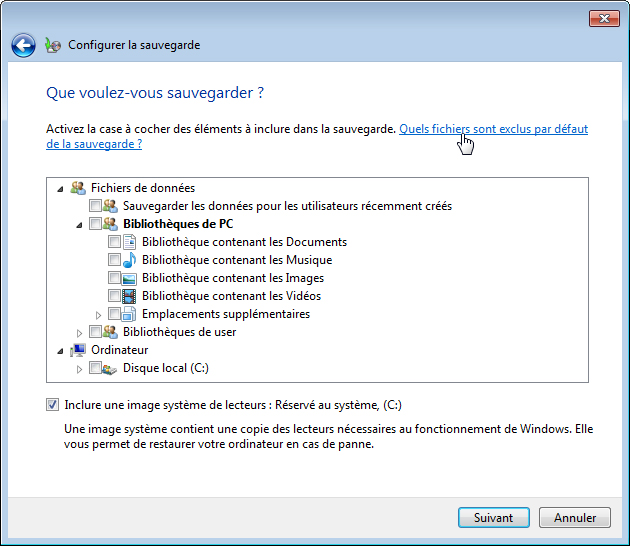 Configurer la sauvegarde
Que voulez-vous sauvegarder ?
Activez la case à cocher des éléments à inclure dans la sauvegarde. Quels fichiers sont exclus par défaut
de la sauvegarde ?
Fichiers de données
Sauvegarder les données pour les utilisateurs récemment créés
Bibliothèques de PC
Bibliothèque contenant les Documents
Bibliothèque contenant les Musique
Bibliothèque contenant les Images
Bibliothèque contenant les Vidéos
Emplacements supplémentaires
Bibliothèques de user
Ordinateur
Disque local (C:)
Inclure une image système de lecteurs : Réservé au système, (C:)
Une image système contient une copie des lecteurs nécessaires au fonctionnement de Windows. Elle
vous permet de restaurer votre ordinateur en cas de panne.
Suivant
Annuler